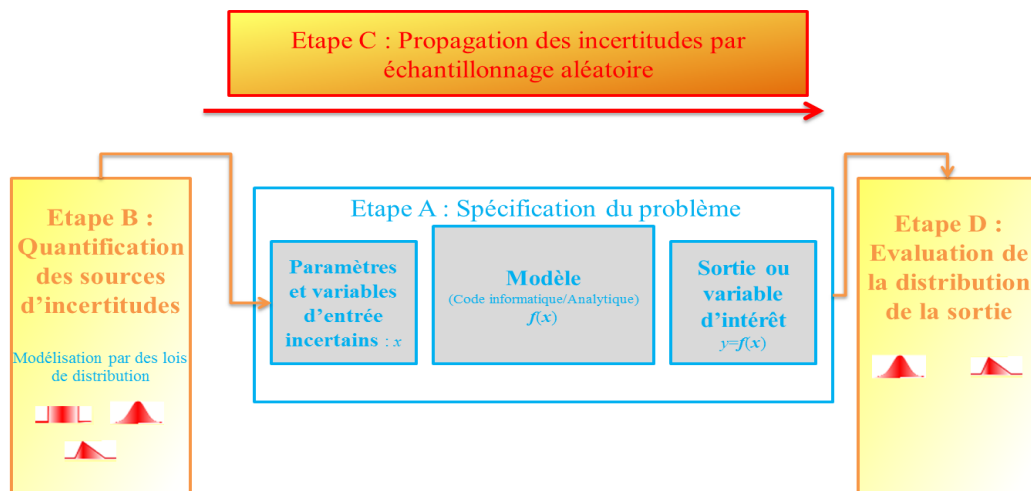 Etape C : Propagation des incertitudes par
échantillonnage aléatoire
Etape B :
Quantification
des sources
d'incertitudes
Modélisation par des lois
de distribution
Etape A : Spécification du problème
Paramètres
et variables
d'entrée
incertains : x
Modèle
(Code informatique/Analytique)
f(x)
Sortie ou
variable
d'intérêt
y=f(x)
Etape D :
Evaluation de
la distribution
de la sortie